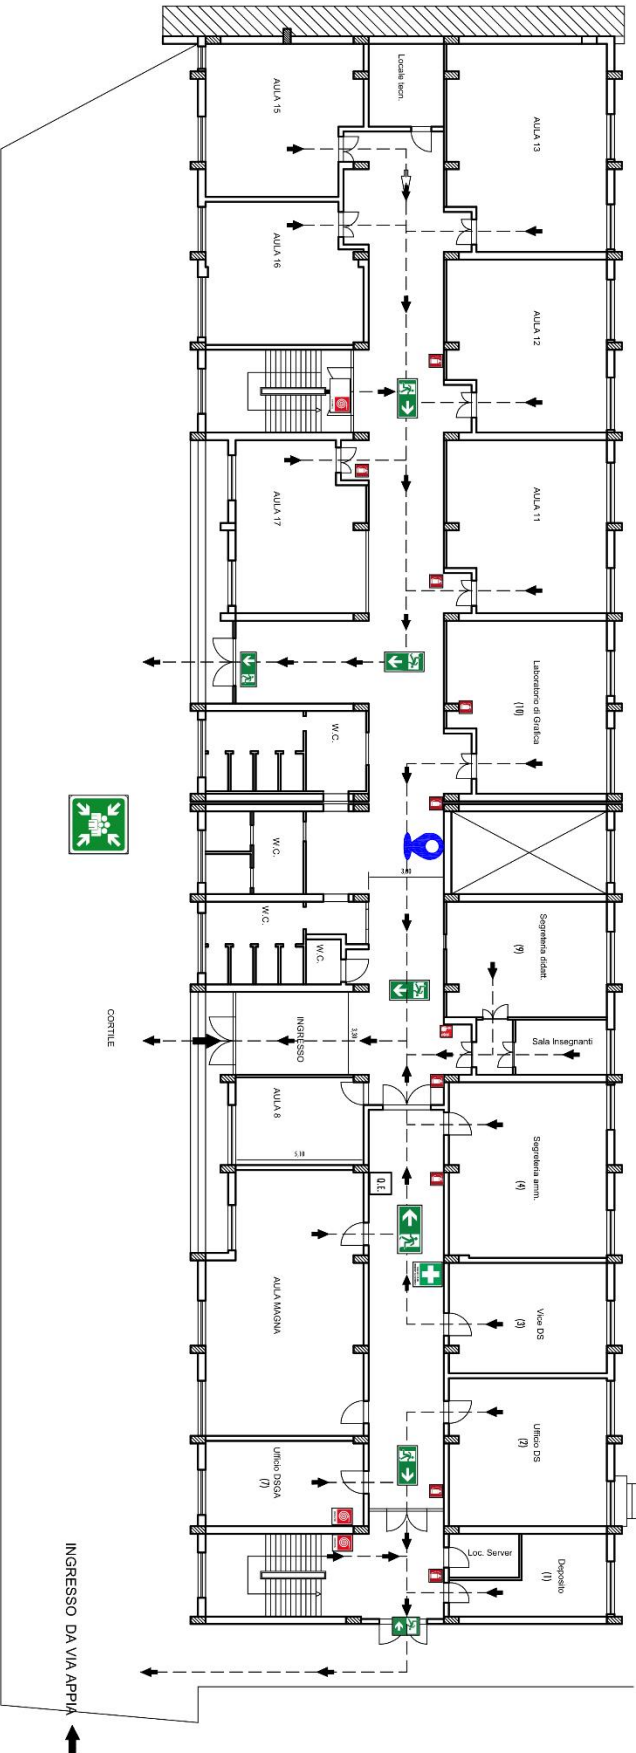 AULA 15
Locale tecn.
AULA 13
AULA 16
AULA 12
AULA 17
AULA 11
Laboratorio di Grafica
(10)
W.C.
W.C.
3,80
W.C.
W.C.
Segreteria didatt.
(9)
CORTILE
INGRESSO
3,30
Sala Insegnanti
AULA 8
5,10
Q.E.
Segreteria amm.
(4)
AULA MAGNA
Vice DS
(3)
Ufficio DS
(2)
Ufficio DSGA
(7)
Loc. Server
Deposito
(1)
INGRESSO DA VIA APPIA